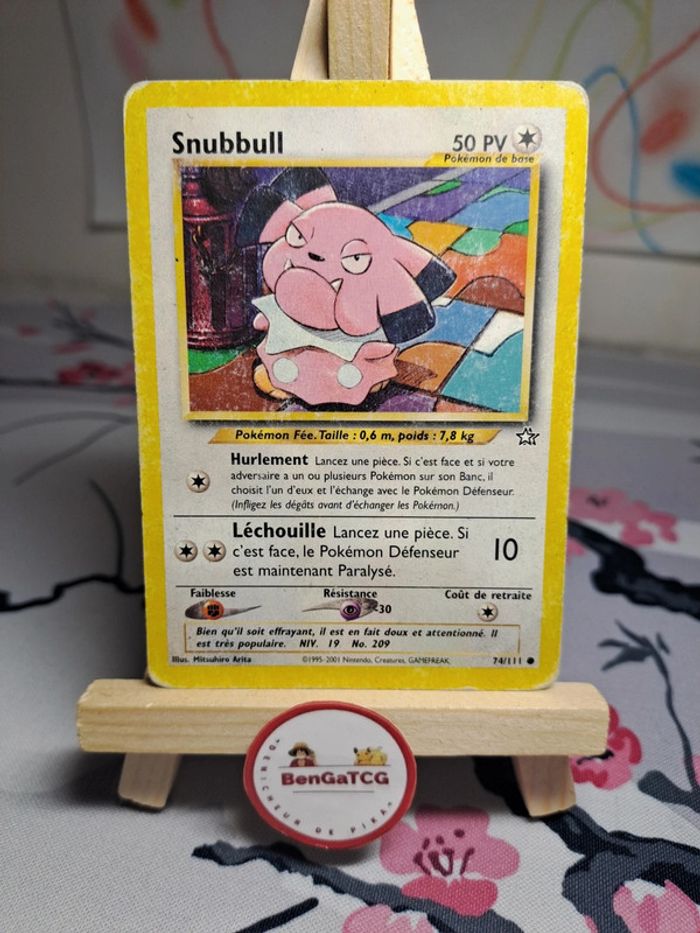 Snubbull
50 PV
Pokémon de base
Pokémon Fée. Taille : 0,6 m, poids : 7,8 kg
Hurlement Lancez une pièce. Si c'est face et si votre
adversaire a un ou plusieurs Pokémon sur son Banc, il
choisit l'un d'eux et l'échange avec le Pokémon Défenseur.
(Infligez les dégâts avant d'échanger les Pokémon.)
Léchouille Lancez une pièce. Si
c'est face, le Pokémon Défenseur
est maintenant Paralysé.
10
Faiblesse
Résistance
Coût de retraite
-30
Bien qu'il soit effrayant, il est en fait doux et attentionné. Il
est très populaire. NIV. 19 No. 209
Illus. Mitsuhiro Arita
©1995-2001 Nintendo, Creatures, GAMEFREAK.
74/111
BenGaTCG
DENICHEUR DE PIKA